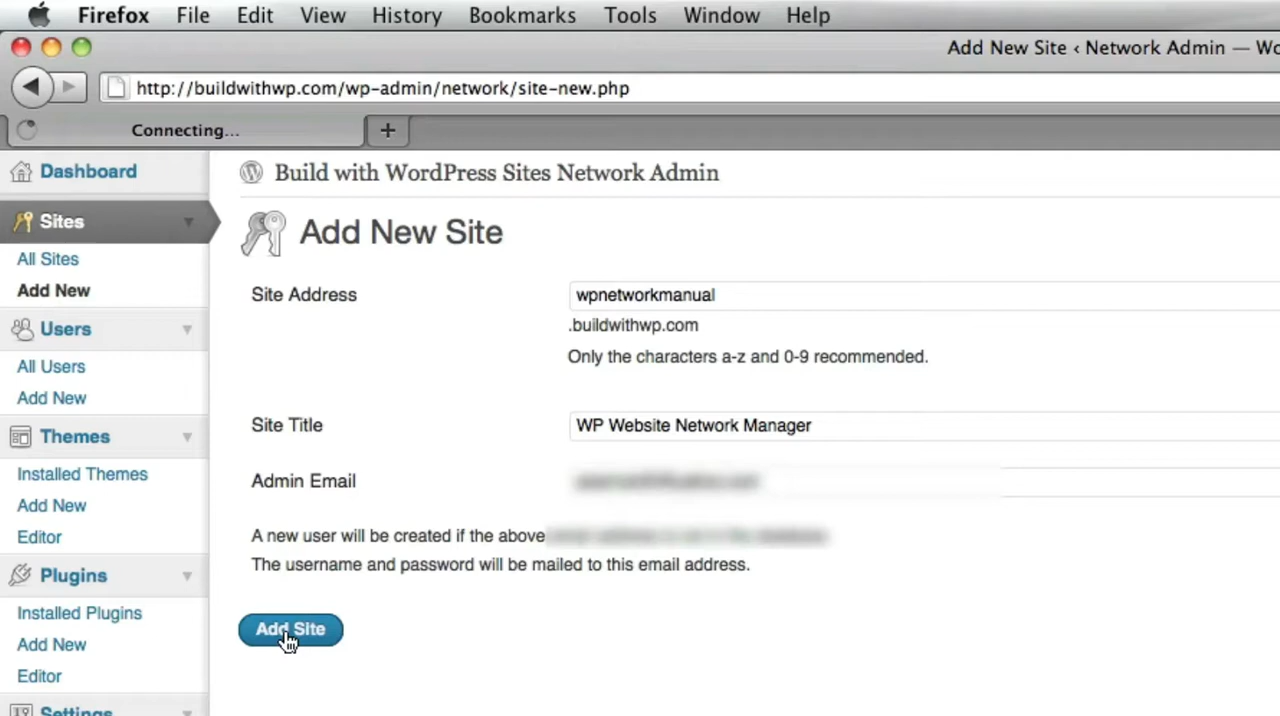 Firefox File Edit View History Bookmarks Tools Window Help
Add New Site ‹ Network Admin —
http://buildwithwp.com/wp-admin/network/site-new.php
Connecting...
+
Dashboard
Sites
All Sites
Add New
Users
All Users
Add New
Themes
Installed Themes
Add New
Editor
Plugins
Installed Plugins
Add New
Editor
Settings
Build with WordPress Sites Network Admin
Add New Site
Site Address
wpnetworkmanual
.buildwithwp.com
Only the characters a-z and 0-9 recommended.
Site Title
WP Website Network Manager
Admin Email
A new user will be created if the above
The username and password will be mailed to this email address.
Add Site